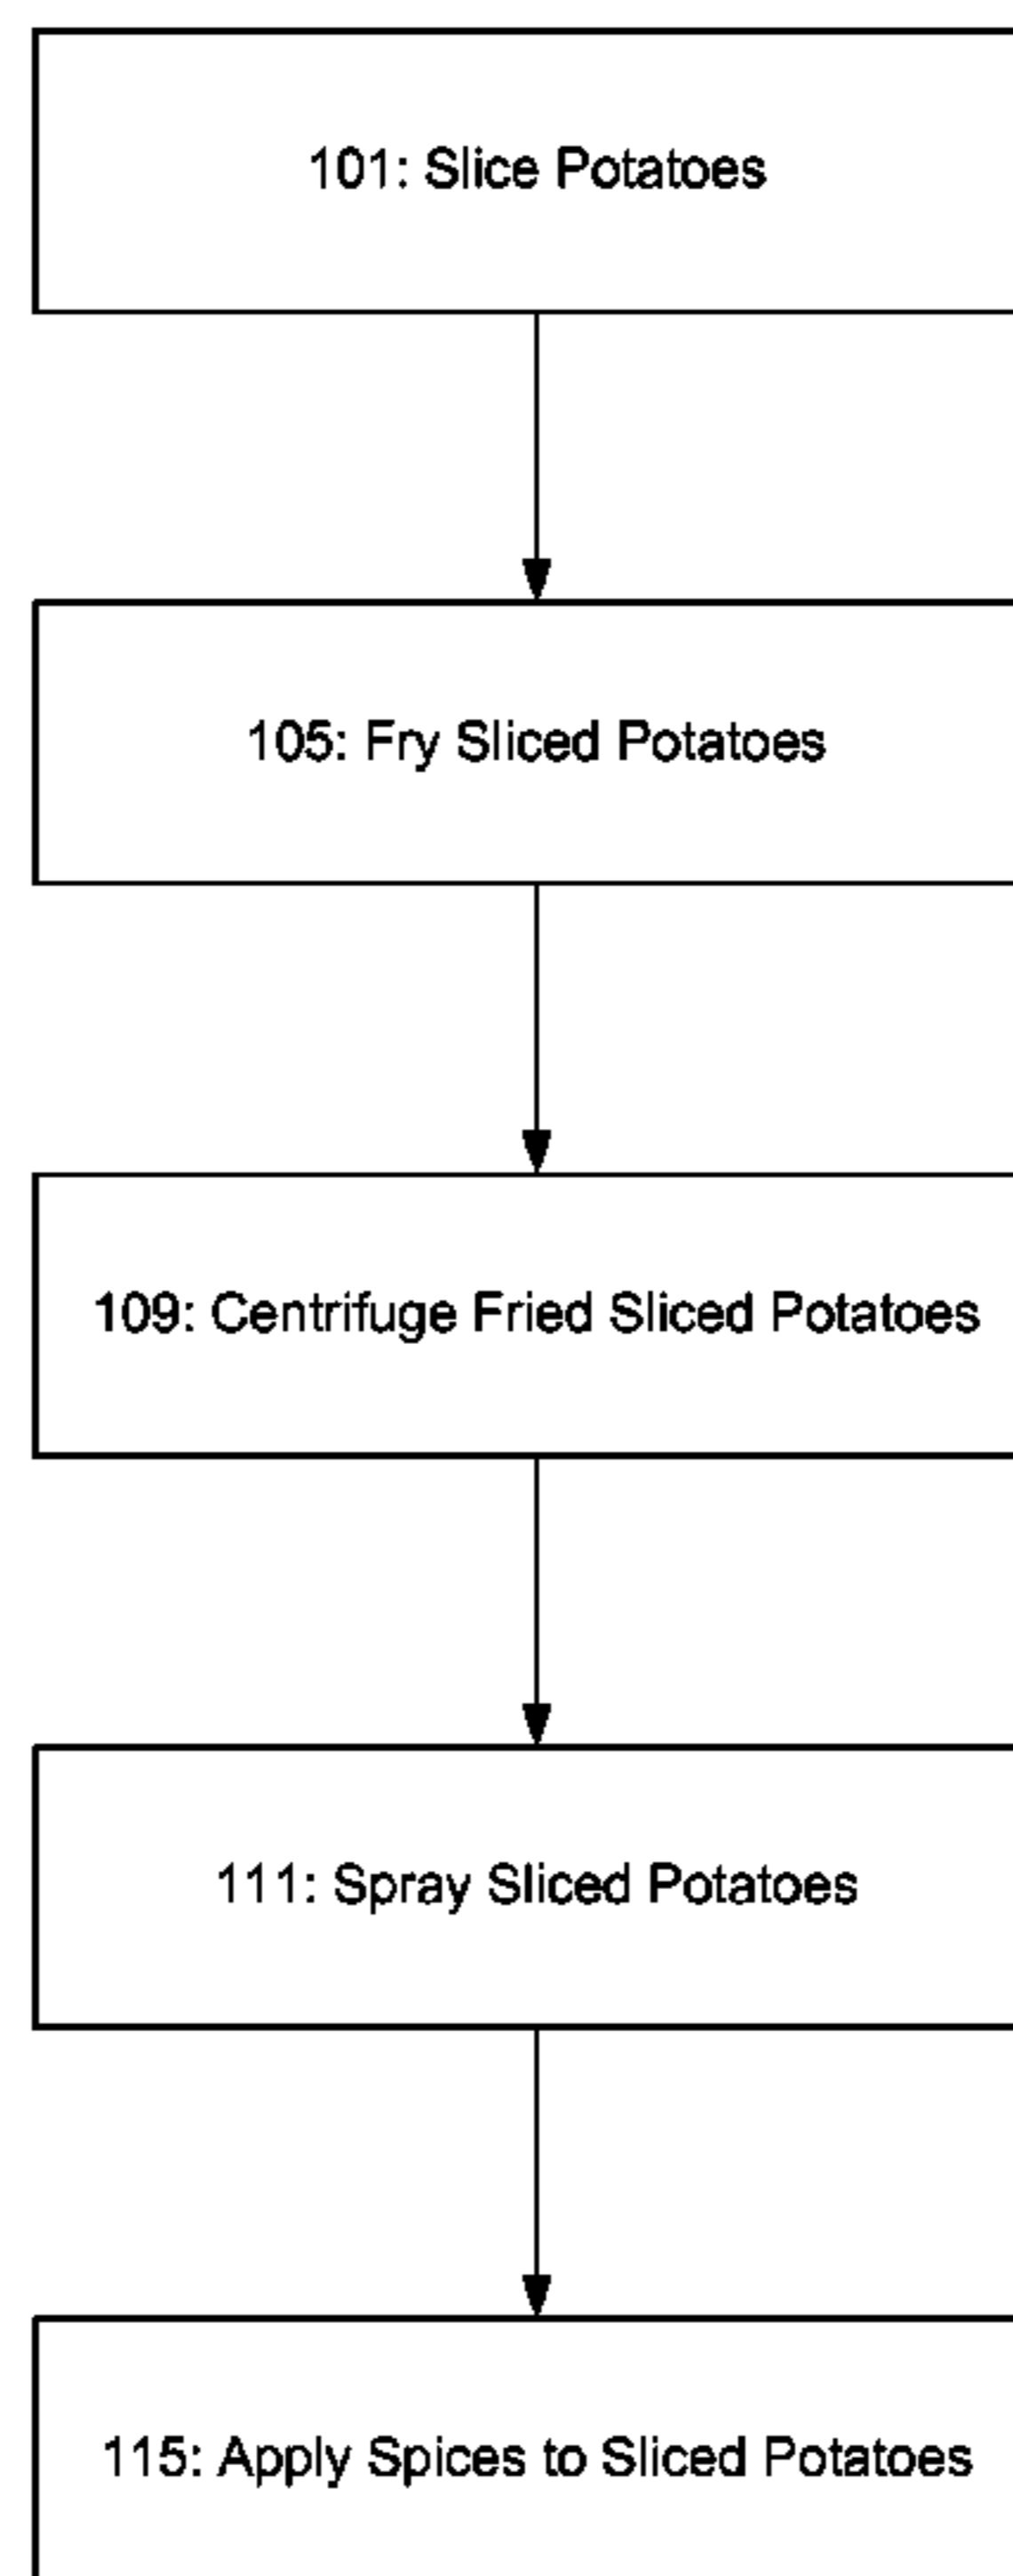 101: Slice Potatoes
105: Fry Sliced Potatoes
109: Centrifuge Fried Sliced Potatoes
111: Spray Sliced Potatoes
115: Apply Spices to Sliced Potatoes